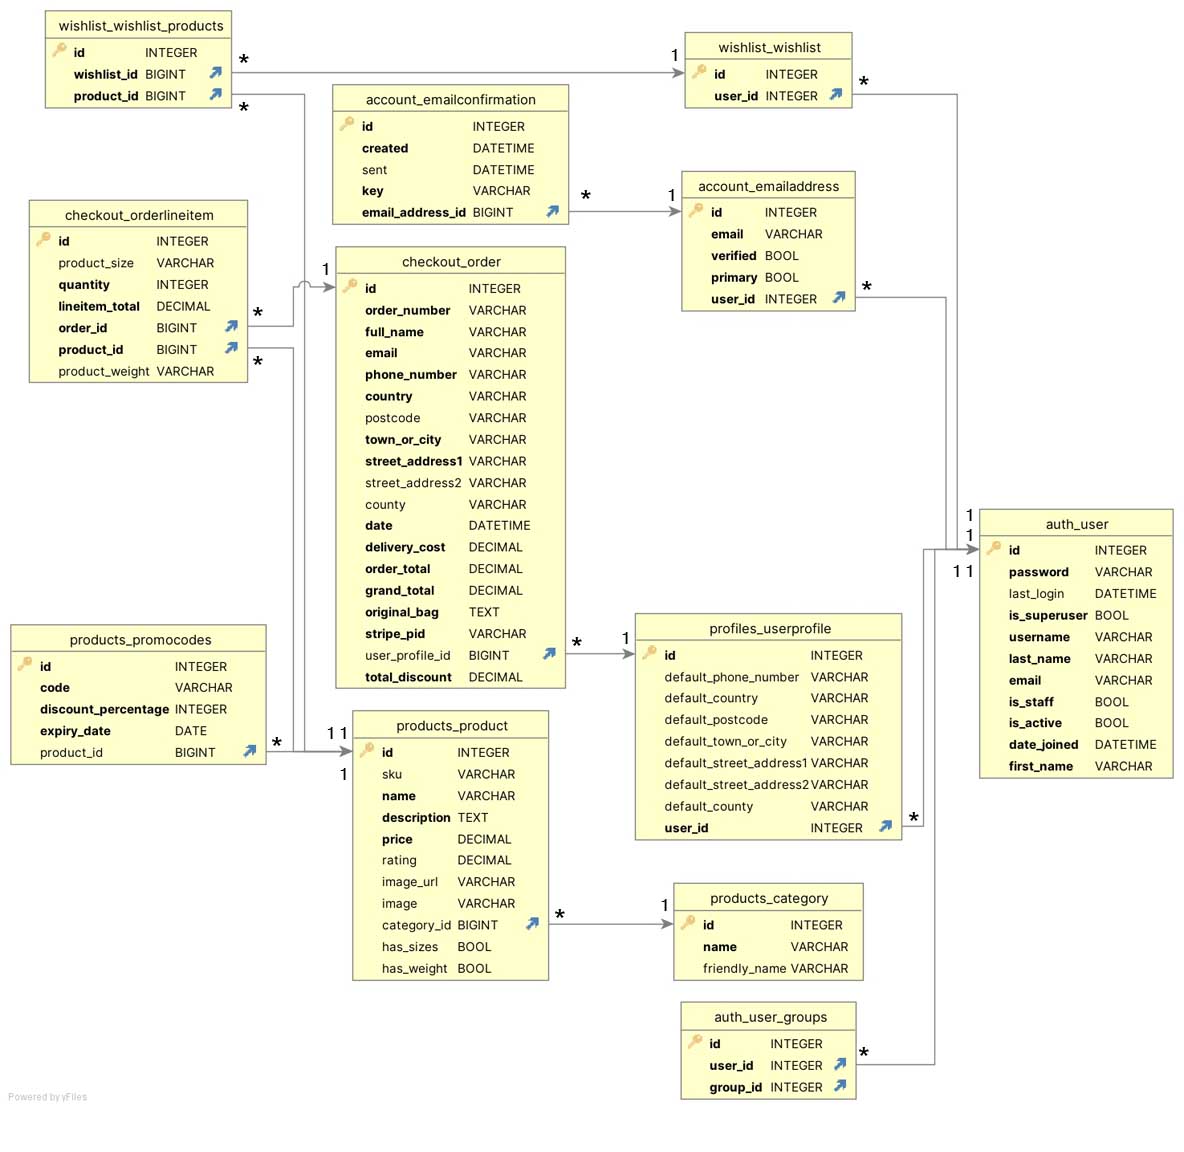 wishlist_wishlist_products
id INTEGER
wishlist_id BIGINT
product_id BIGINT
*
*
1
wishlist_wishlist
id INTEGER
user_id INTEGER
*
account_emailconfirmation
id INTEGER
created DATETIME
sent DATETIME
key VARCHAR
email_address_id BIGINT
*
1
account_emailaddress
id INTEGER
email VARCHAR
verified BOOL
primary BOOL
user_id INTEGER
*
checkout_orderlineitem
id INTEGER
product_size VARCHAR
quantity INTEGER
lineitem_total DECIMAL
order_id BIGINT
product_id BIGINT
product_weight VARCHAR
*
*
1
checkout_order
id INTEGER
order_number VARCHAR
full_name VARCHAR
email VARCHAR
phone_number VARCHAR
country VARCHAR
postcode VARCHAR
town_or_city VARCHAR
street_address1 VARCHAR
street_address2 VARCHAR
county VARCHAR
date DATETIME
delivery_cost DECIMAL
order_total DECIMAL
grand_total DECIMAL
original_bag TEXT
stripe_pid VARCHAR
user_profile_id BIGINT
total_discount DECIMAL
*
1
1
1
1 1
auth_user
id INTEGER
password VARCHAR
last_login DATETIME
is_superuser BOOL
username VARCHAR
last_name VARCHAR
email VARCHAR
is_staff BOOL
is_active BOOL
date_joined DATETIME
first_name VARCHAR
profiles_userprofile
id INTEGER
default_phone_number VARCHAR
default_country VARCHAR
default_postcode VARCHAR
default_town_or_city VARCHAR
default_street_address1 VARCHAR
default_street_address2 VARCHAR
default_county VARCHAR
user_id INTEGER
*
products_promocodes
id INTEGER
code VARCHAR
discount_percentage INTEGER
expiry_date DATE
product_id BIGINT
*
1 1
1
products_product
id INTEGER
sku VARCHAR
name VARCHAR
description TEXT
price DECIMAL
rating DECIMAL
image_url VARCHAR
image VARCHAR
category_id BIGINT
has_sizes BOOL
has_weight BOOL
*
1
products_category
id INTEGER
name VARCHAR
friendly_name VARCHAR
auth_user_groups
id INTEGER
user_id INTEGER
group_id INTEGER
*
Powered by yFiles